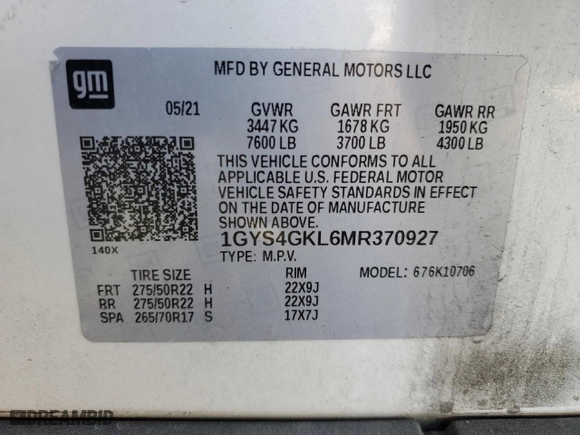 gm
MFD BY GENERAL MOTORS LLC
05/21 GVWR GAWR FRT GAWR RR
3447 KG 1678 KG 1950 KG
7600 LB 3700 LB 4300 LB
THIS VEHICLE CONFORMS TO ALL
APPLICABLE U.S. FEDERAL MOTOR
VEHICLE SAFETY STANDARDS IN EFFECT
ON THE DATE OF MANUFACTURE
SHOWN ABOVE.
140X
1GYS4GKL6MR370927
TYPE: M.P.V.
TIRE SIZE RIM MODEL: 676K10706
FRT 275/50R22 H 22X9J
RR 275/50R22 H 22X9J
SPA 265/70R17 S 17X7J
DREAMBID